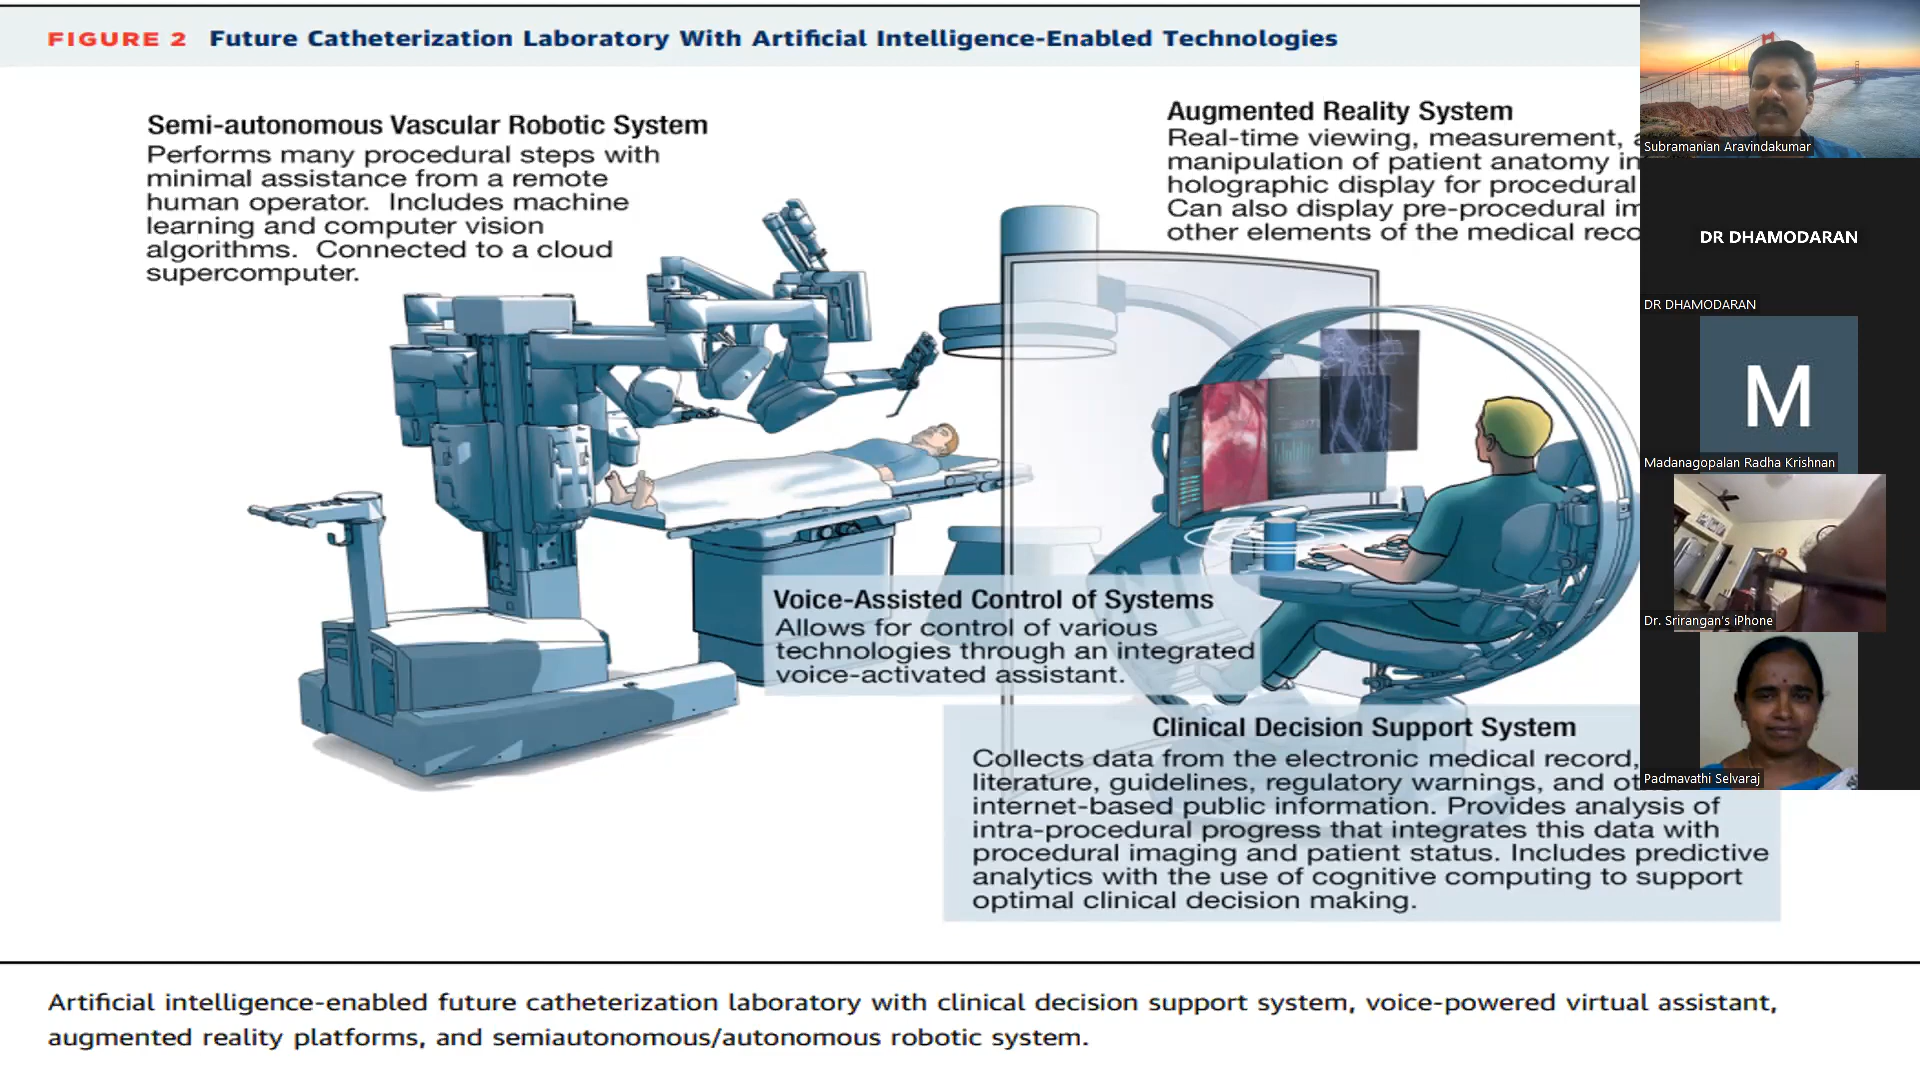 FIGURE 2 Future Catheterization Laboratory With Artificial Intelligence-Enabled Technologies
Semi-autonomous Vascular Robotic System
Performs many procedural steps with
minimal assistance from a remote
human operator. Includes machine
learning and computer vision
algorithms. Connected to a cloud
supercomputer.
Augmented Reality System
Real-time viewing, measurement,
manipulation of patient anatomy in
holographic display for procedural
Can also display pre-procedural
other elements of the medical
Voice-Assisted Control of Systems
Allows for control of various
technologies through an integrated
voice-activated assistant.
Clinical Decision Support System
Collects data from the electronic medical record,
literature, guidelines, regulatory warnings, and
internet-based public information. Provides analysis of
intra-procedural progress that integrates this data with
procedural imaging and patient status. Includes predictive
analytics with the use of cognitive computing to support
optimal clinical decision making.
Artificial intelligence-enabled future catheterization laboratory with clinical decision support system, voice-powered virtual assistant,
augmented reality platforms, and semiautonomous/autonomous robotic system.
Subramanian Aravindakumar
DR DHAMODARAN
DR DHAMODARAN
M
Madanagopalan Radha Krishnan
Dr. Srirangan's iPhone
Padmavathi Selvaraj